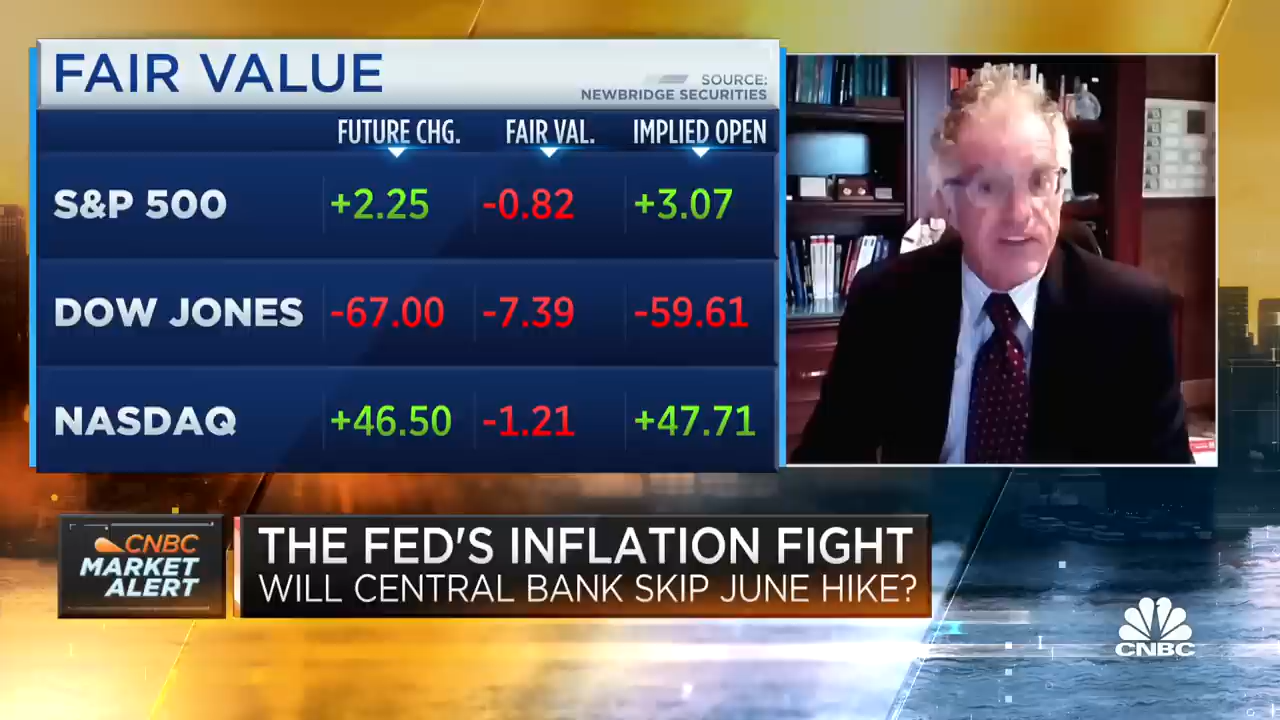 FAIR VALUE
SOURCE:
NEWBRIDGE SECURITIES
FUTURE CHG. FAIR VAL. IMPLIED OPEN
S&P 500 +2.25 -0.82 +3.07
DOW JONES -67.00 -7.39 -59.61
NASDAQ +46.50 -1.21 +47.71
CNBC
MARKET
ALERT
THE FED'S INFLATION FIGHT
WILL CENTRAL BANK SKIP JUNE HIKE?
1
CNBC